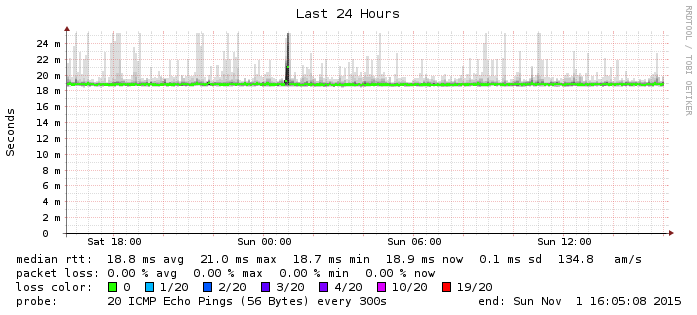 Last 24 Hours
RRDTOOL / TOBI OETIKER
Seconds
24 m
22 m
20 m
18 m
16 m
14 m
12 m
10 m
8 m
6 m
4 m
2 m
0
Sat 18:00 Sun 00:00 Sun 06:00 Sun 12:00
median rtt: 18.8 ms avg 21.0 ms max 18.7 ms min 18.9 ms now 0.1 ms sd 134.8 am/s
packet loss: 0.00 % avg 0.00 % max 0.00 % min 0.00 % now
loss color: 0 1/20 2/20 3/20 4/20 10/20 19/20
probe: 20 ICMP Echo Pings (56 Bytes) every 300s end: Sun Nov 1 16:05:08 2015